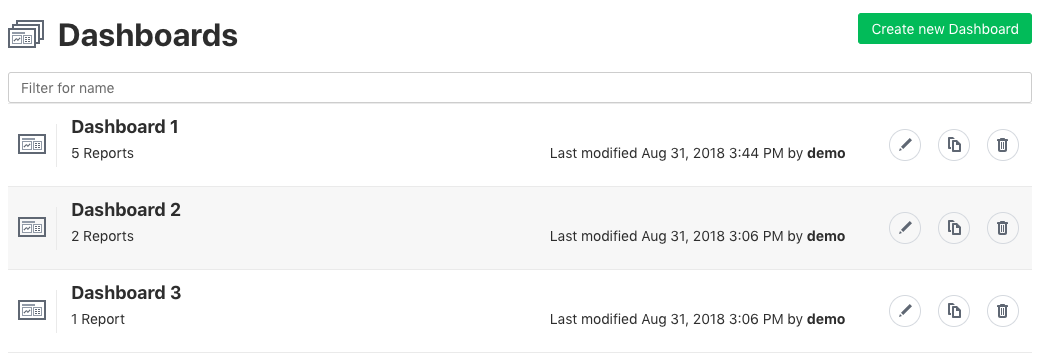 Dashboards
Create new Dashboard
Filter for name
Dashboard 1
5 Reports
Last modified Aug 31, 2018 3:44 PM by demo
Dashboard 2
2 Reports
Last modified Aug 31, 2018 3:06 PM by demo
Dashboard 3
1 Report
Last modified Aug 31, 2018 3:06 PM by demo